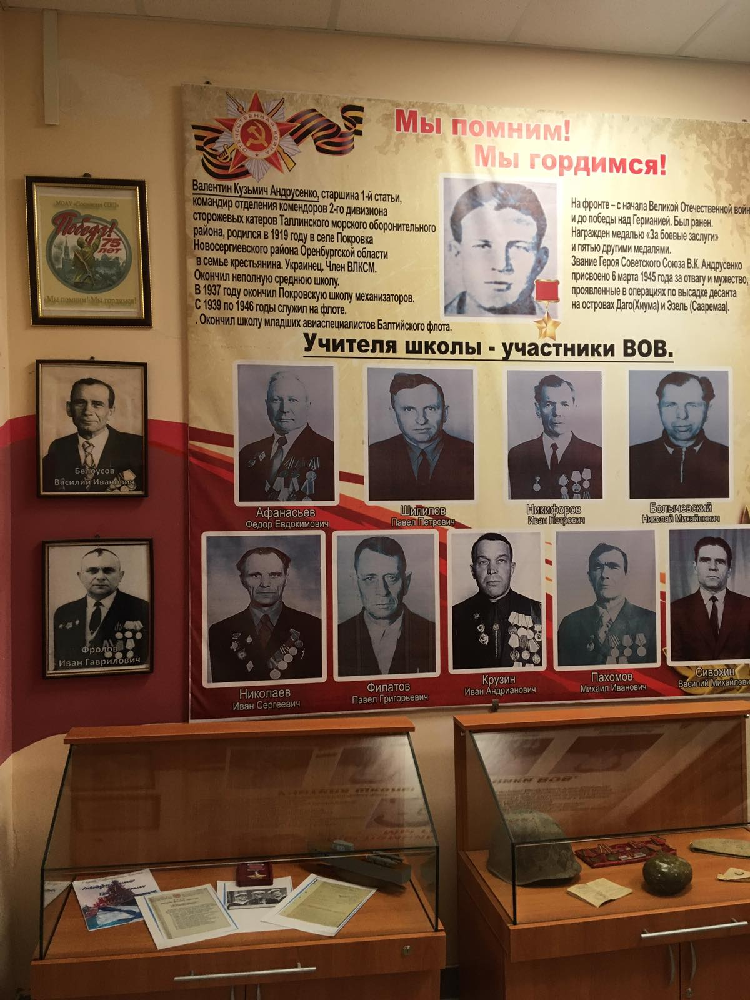 ОТЕЧЕСТВЕННАЯ ВОЙНА
Мы помним!
Мы гордимся!
Валентин Кузьмич Андрусенко, старшина 1-й статьи,
командир отделения комендоров 2-го дивизиона
сторожевых катеров Таллинского морского оборонительного
района, родился в 1919 году в селе Покровка
Новосергиевского района Оренбургской области
в семье крестьянина. Украинец. Член ВЛКСМ.
Окончил неполную среднюю школу.
В 1937 году окончил Покровскую школу механизаторов.
С 1939 по 1946 годы служил на флоте.
. Окончил школу младших авиаспециалистов Балтийского флота.
На фронте – с начала Великой Отечественной войн
и до победы над Германией. Был ранен.
Награжден медалью «За боевые заслуги»
и пятью другими медалями.
Звание Героя Советского Союза В.К. Андрусенко
присвоено 6 марта 1945 года за отвагу и мужество,
проявленные в операциях по высадке десанта
на островах Даго(Хиума) и Эзель (Сааремаа).
Учителя школы - участники ВОВ.
Афанасьев
Федор Евдокимович
Шипилов
Павел Петрович
Никифоров
Иван Петрович
Болычевский
Николай Михайлович
Николаев
Иван Сергеевич
Филатов
Павел Григорьевич
Крузин
Иван Андрианович
Пахомов
Михаил Иванович
Сивохин
Василий Михайлови
МОАУ СОШ»
Победа!
75
лет
Мы помним! Мы гордимся!
Белоусов
Василий Иванович
Фролов
Иван Гаврилович